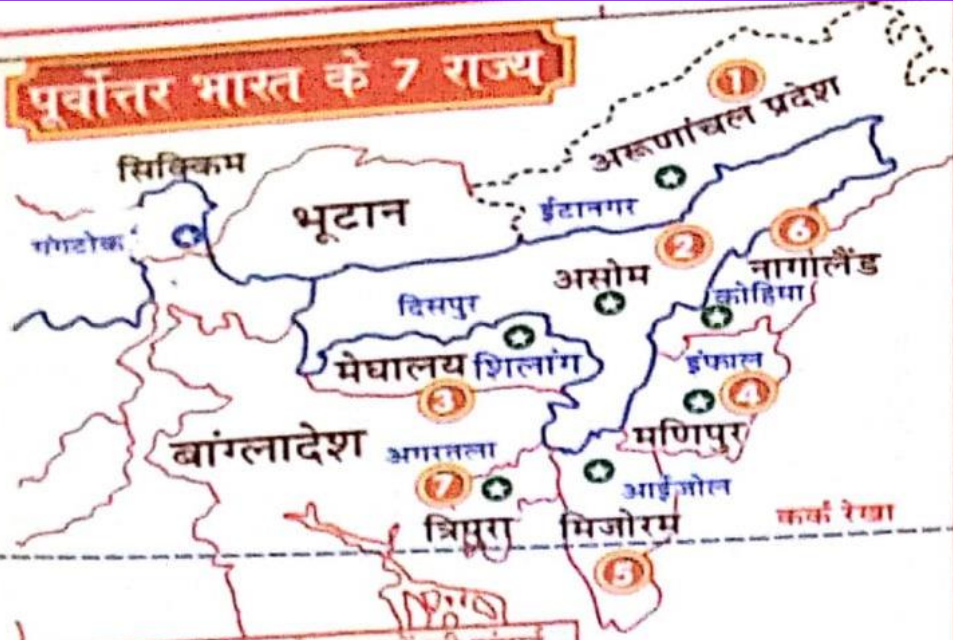 पूर्वोत्तर भारत के 7 राज्य
1
अरूणांचल प्रदेश
सिक्किम
भूटान
ईटानगर
गंगटोक
2
6
असोम
नागालैंड
दिसपुर
कोहिमा
मेघालय शिलांग
इंफाल
3
4
बांग्लादेश
अगरतला
मणिपुर
7
आईजोल
त्रिपुरा
मिजोरम
कर्क रेखा
5